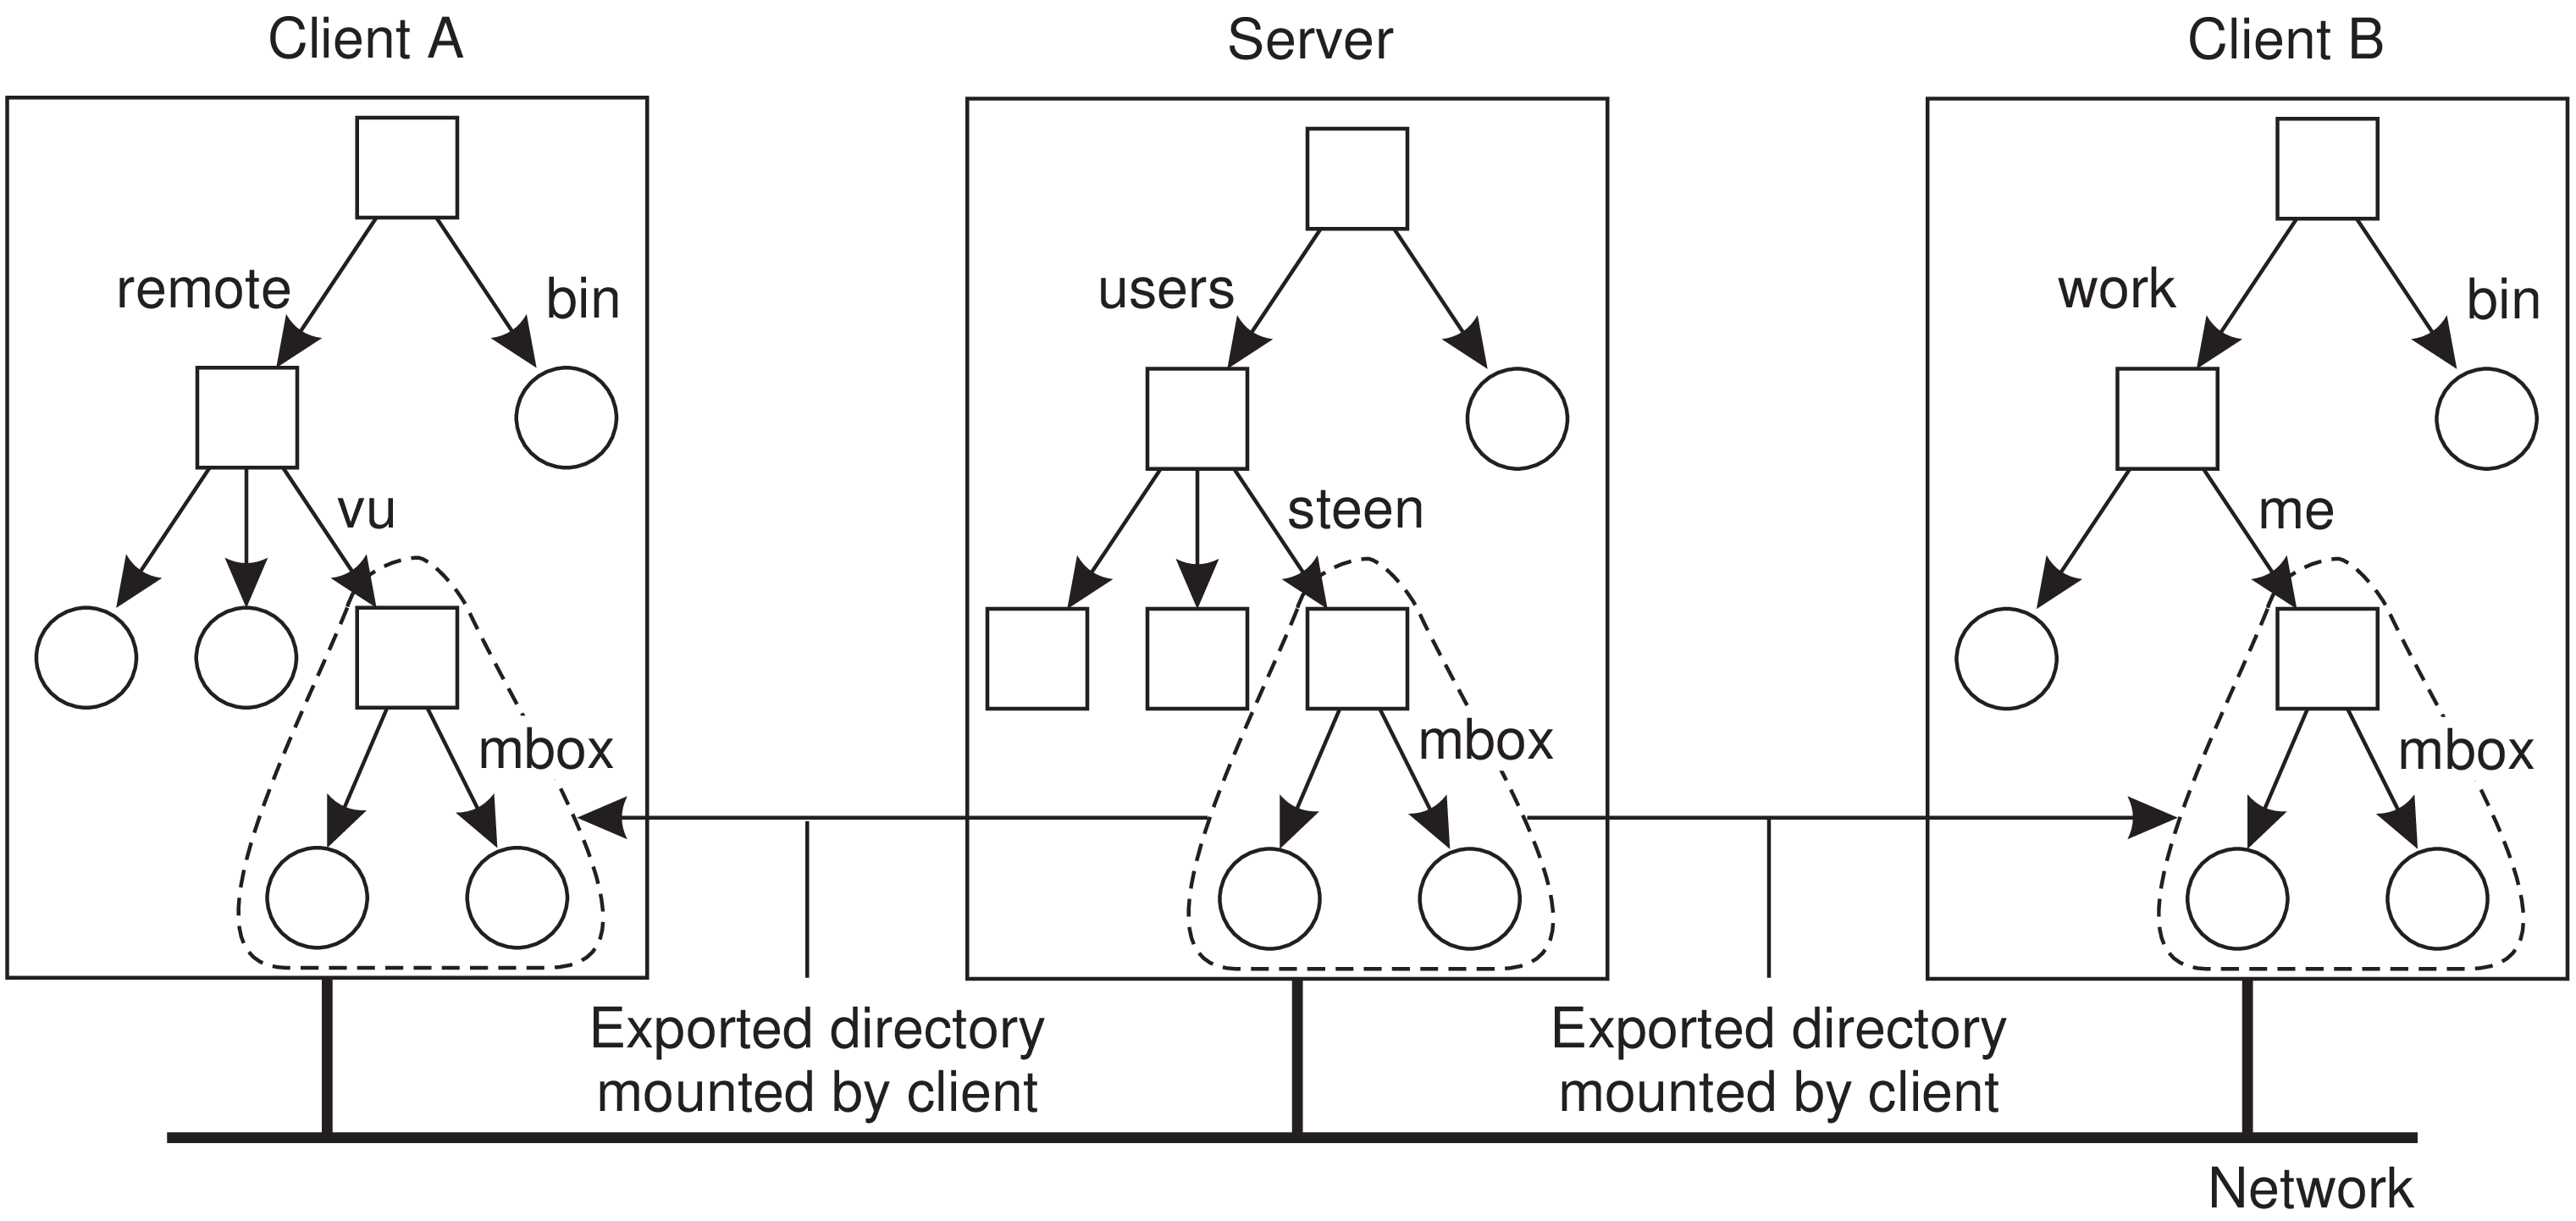 Client A
Server
Client B
remote
bin
users
work
bin
vu
steen
me
mbox
mbox
mbox
Exported directory
mounted by client
Exported directory
mounted by client
Network